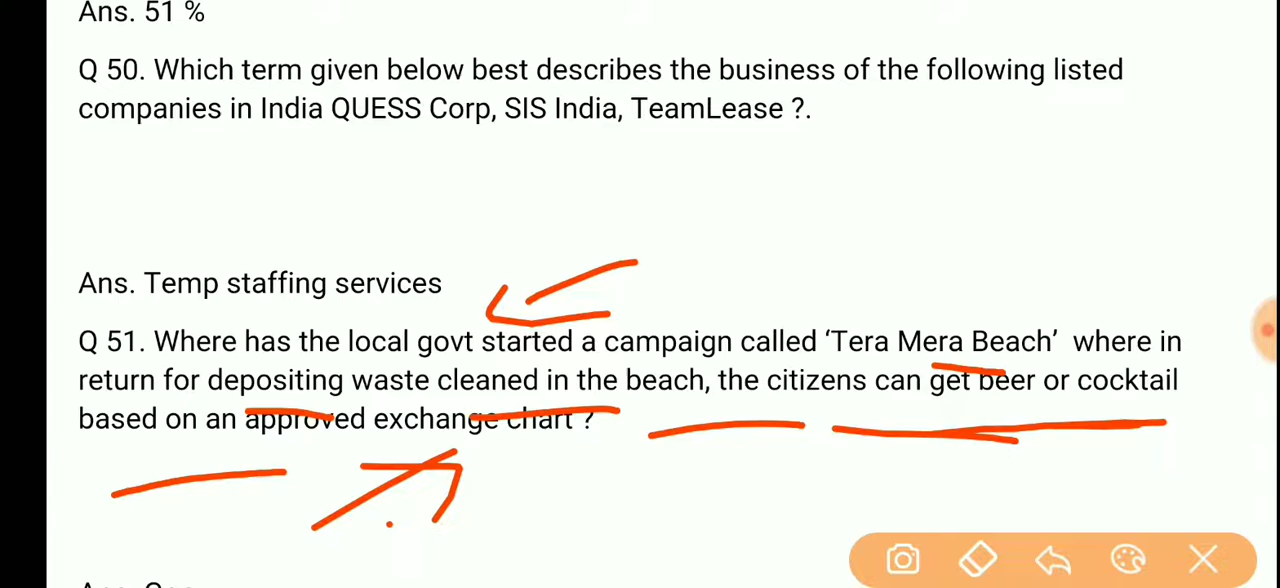 Ans. 51 %
Q 50. Which term given below best describes the business of the following listed
companies in India QUESS Corp, SIS India, TeamLease ?.
Ans. Temp staffing services
Q 51. Where has the local govt started a campaign called ‘Tera Mera Beach’ where in
return for depositing waste cleaned in the beach, the citizens can get beer or cocktail
based on an approved exchange chart ?